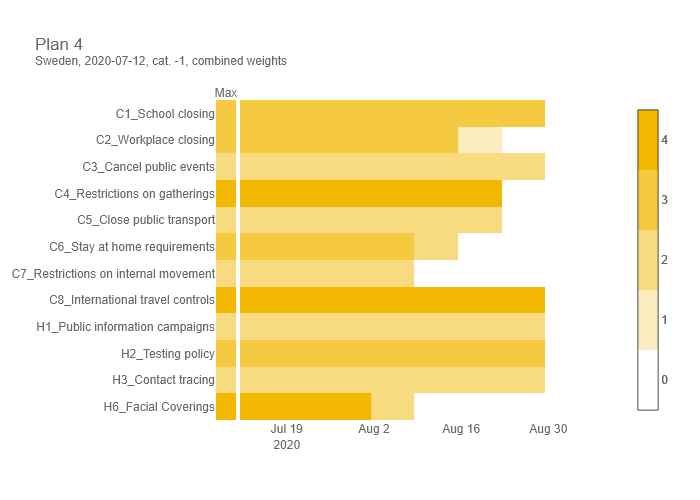 Plan 4
Sweden, 2020-07-12, cat. -1, combined weights
Max
C1_School closing
C2_Workplace closing
C3_Cancel public events
C4_Restrictions on gatherings
C5_Close public transport
C6_Stay at home requirements
C7_Restrictions on internal movement
C8_International travel controls
H1_Public information campaigns
H2_Testing policy
H3_Contact tracing
H6_Facial Coverings
Jul 19 Aug 2 Aug 16 Aug 30
2020
4
3
2
1
0